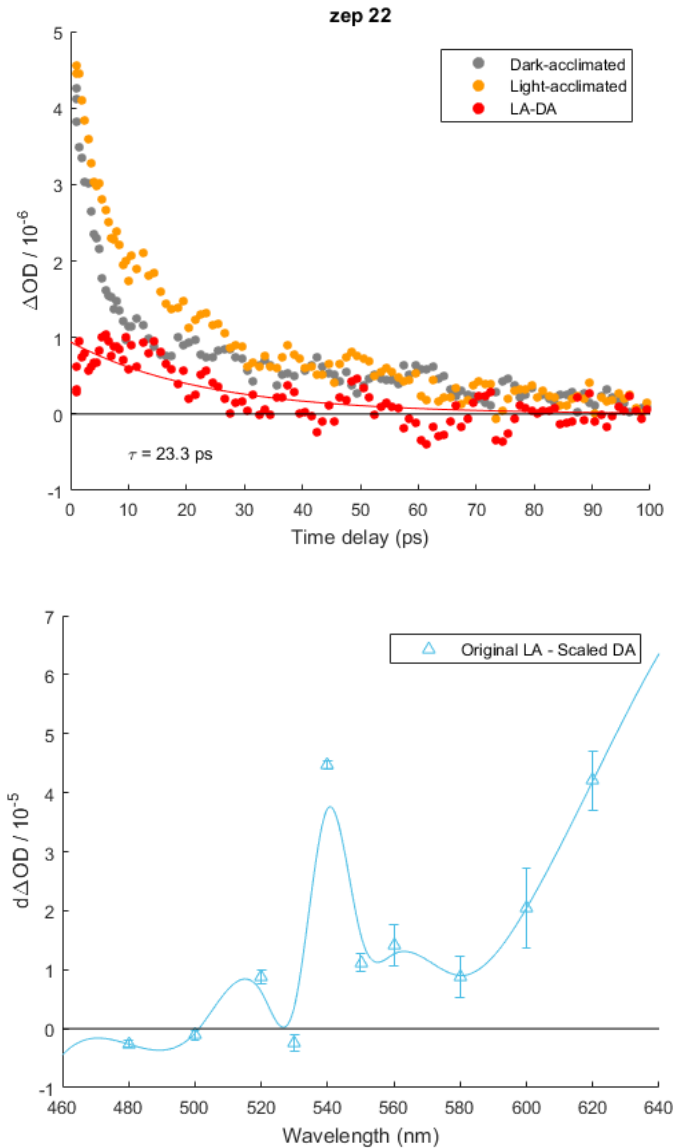 zep 22
6
Dark-acclimated
Light-acclimated
LA-DA
5
4
3
2
1
0
-1
ΔOD / 10⁻⁶
τ = 23.3 ps
0 10 20 30 40 50 60 70 80 90 100
Time delay (ps)
7
Original LA - Scaled DA
6
5
4
3
2
1
0
-1
dΔOD / 10⁻⁵
460 480 500 520 540 560 580 600 620 640
Wavelength (nm)